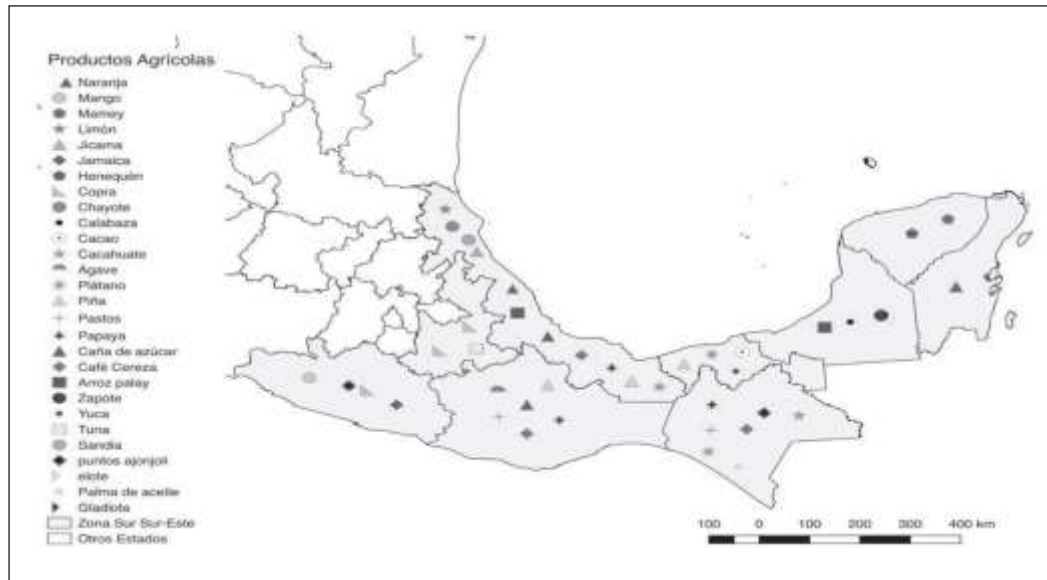 Productos Agrícolas
Naranja
Mango
Mamey
Limón
Jicama
Jamaica
Henequén
Copra
Chayote
Calabaza
Cacao
Cacahuate
Agave
Plátano
Piña
Pastos
Papaya
Caña de azúcar
Café Cereza
Arroz palay
Zapote
Yuca
Tuna
Sandia
puntos ajonjoli
elote
Palma de aceite
Gladiola
Zona Sur Sur-Este
Otros Estados
100 0 100 200 300 400 km